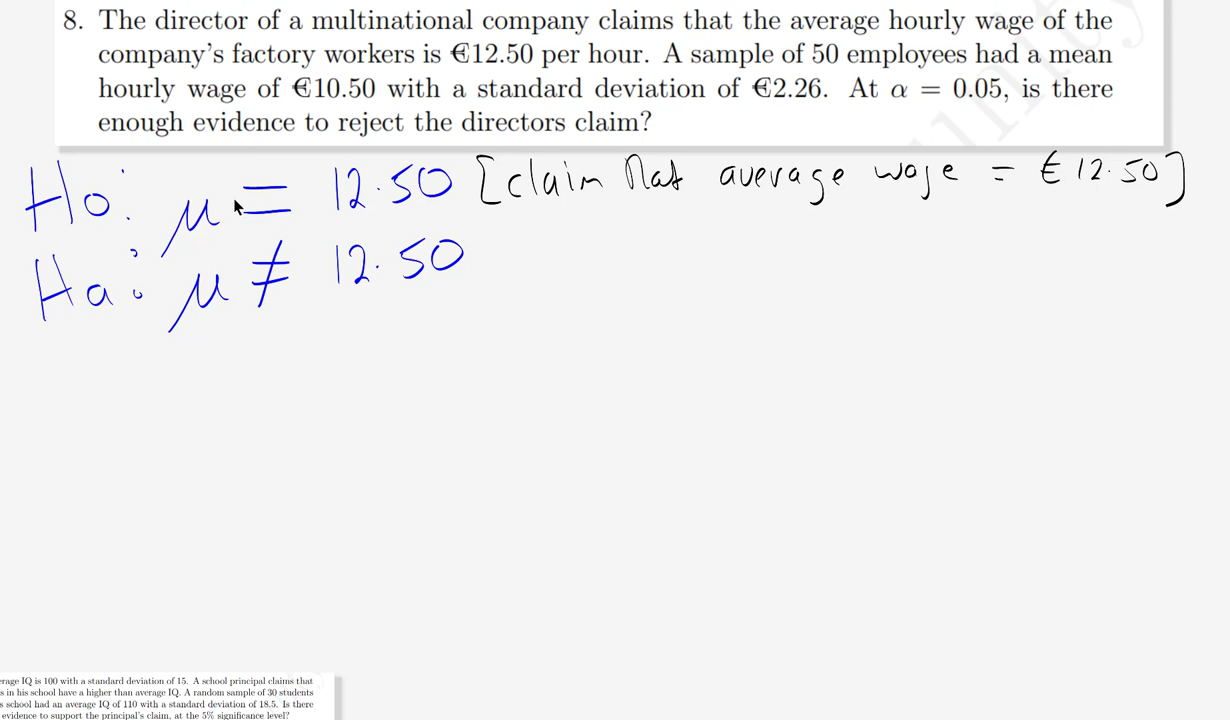 8. The director of a multinational company claims that the average hourly wage of the
company's factory workers is €12.50 per hour. A sample of 50 employees had a mean
hourly wage of €10.50 with a standard deviation of €2.26. At α = 0.05, is there
enough evidence to reject the directors claim?
Ho: μ = 12.50 [claim that average wage = €12.50]
Ha: μ ≠ 12.50
erage IQ is 100 with a standard deviation of 15. A school principal claims that
s in his school have a higher than average IQ. A random sample of 30 students
s school had an average IQ of 110 with a standard deviation of 18.5. Is there
evidence to support the principal's claim, at the 5% significance level?